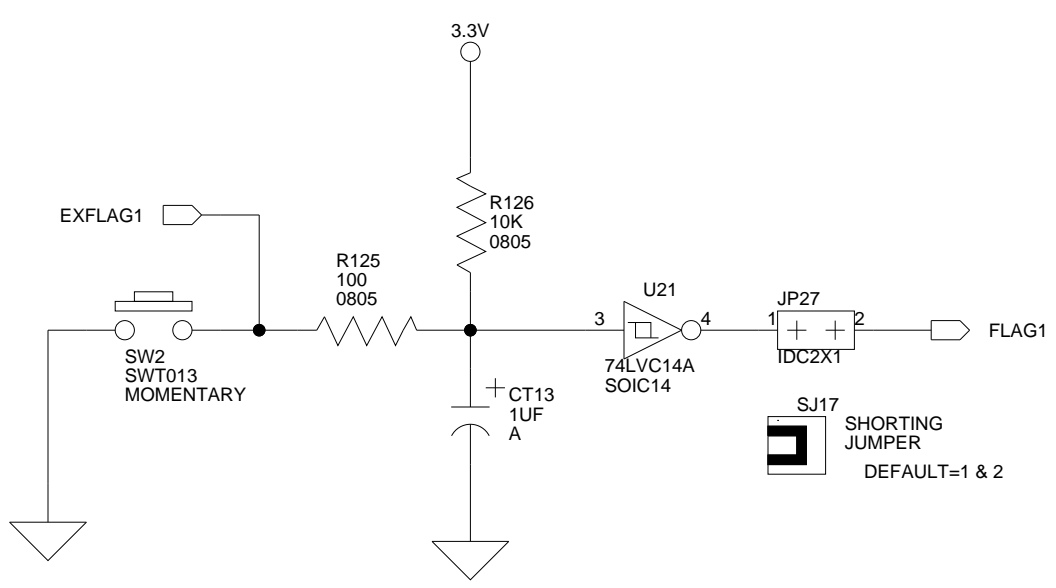 3.3V
R126
10K
0805
EXFLAG1
R125
100
0805
SW2
SWT013
MOMENTARY
CT13
1UF
A
U21
3
4
74LVC14A
SOIC14
JP27
1
2
IDC2X1
FLAG1
SJ17
SHORTING
JUMPER
DEFAULT=1 & 2